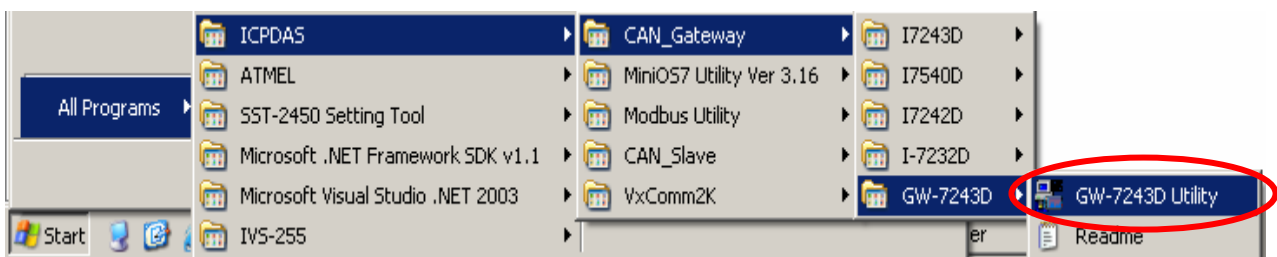 ICPDAS
ATMEL
SST-2450 Setting Tool
Microsoft .NET Framework SDK v1.1
Microsoft Visual Studio .NET 2003
IVS-255
All Programs
Start
CAN_Gateway
MiniOS7 Utility Ver 3.16
Modbus Utility
CAN_Slave
VxComm2K
I7243D
I7540D
I7242D
I-7232D
GW-7243D
er
GW-7243D Utility
Readme